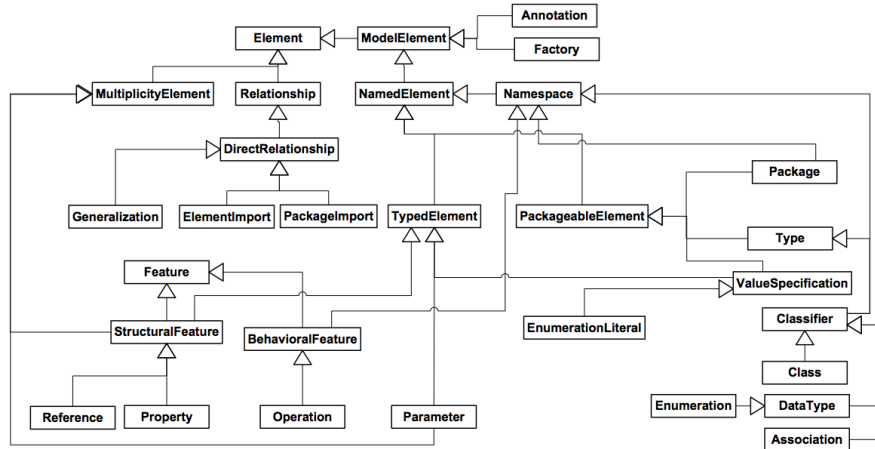 Annotation
Element
ModelElement
Factory
MultiplicityElement
Relationship
NamedElement
Namespace
DirectRelationship
Package
Generalization
ElementImport
PackageImport
TypedElement
PackageableElement
Type
Feature
ValueSpecification
StructuralFeature
BehavioralFeature
EnumerationLiteral
Classifier
Class
Reference
Property
Operation
Parameter
Enumeration
DataType
Association